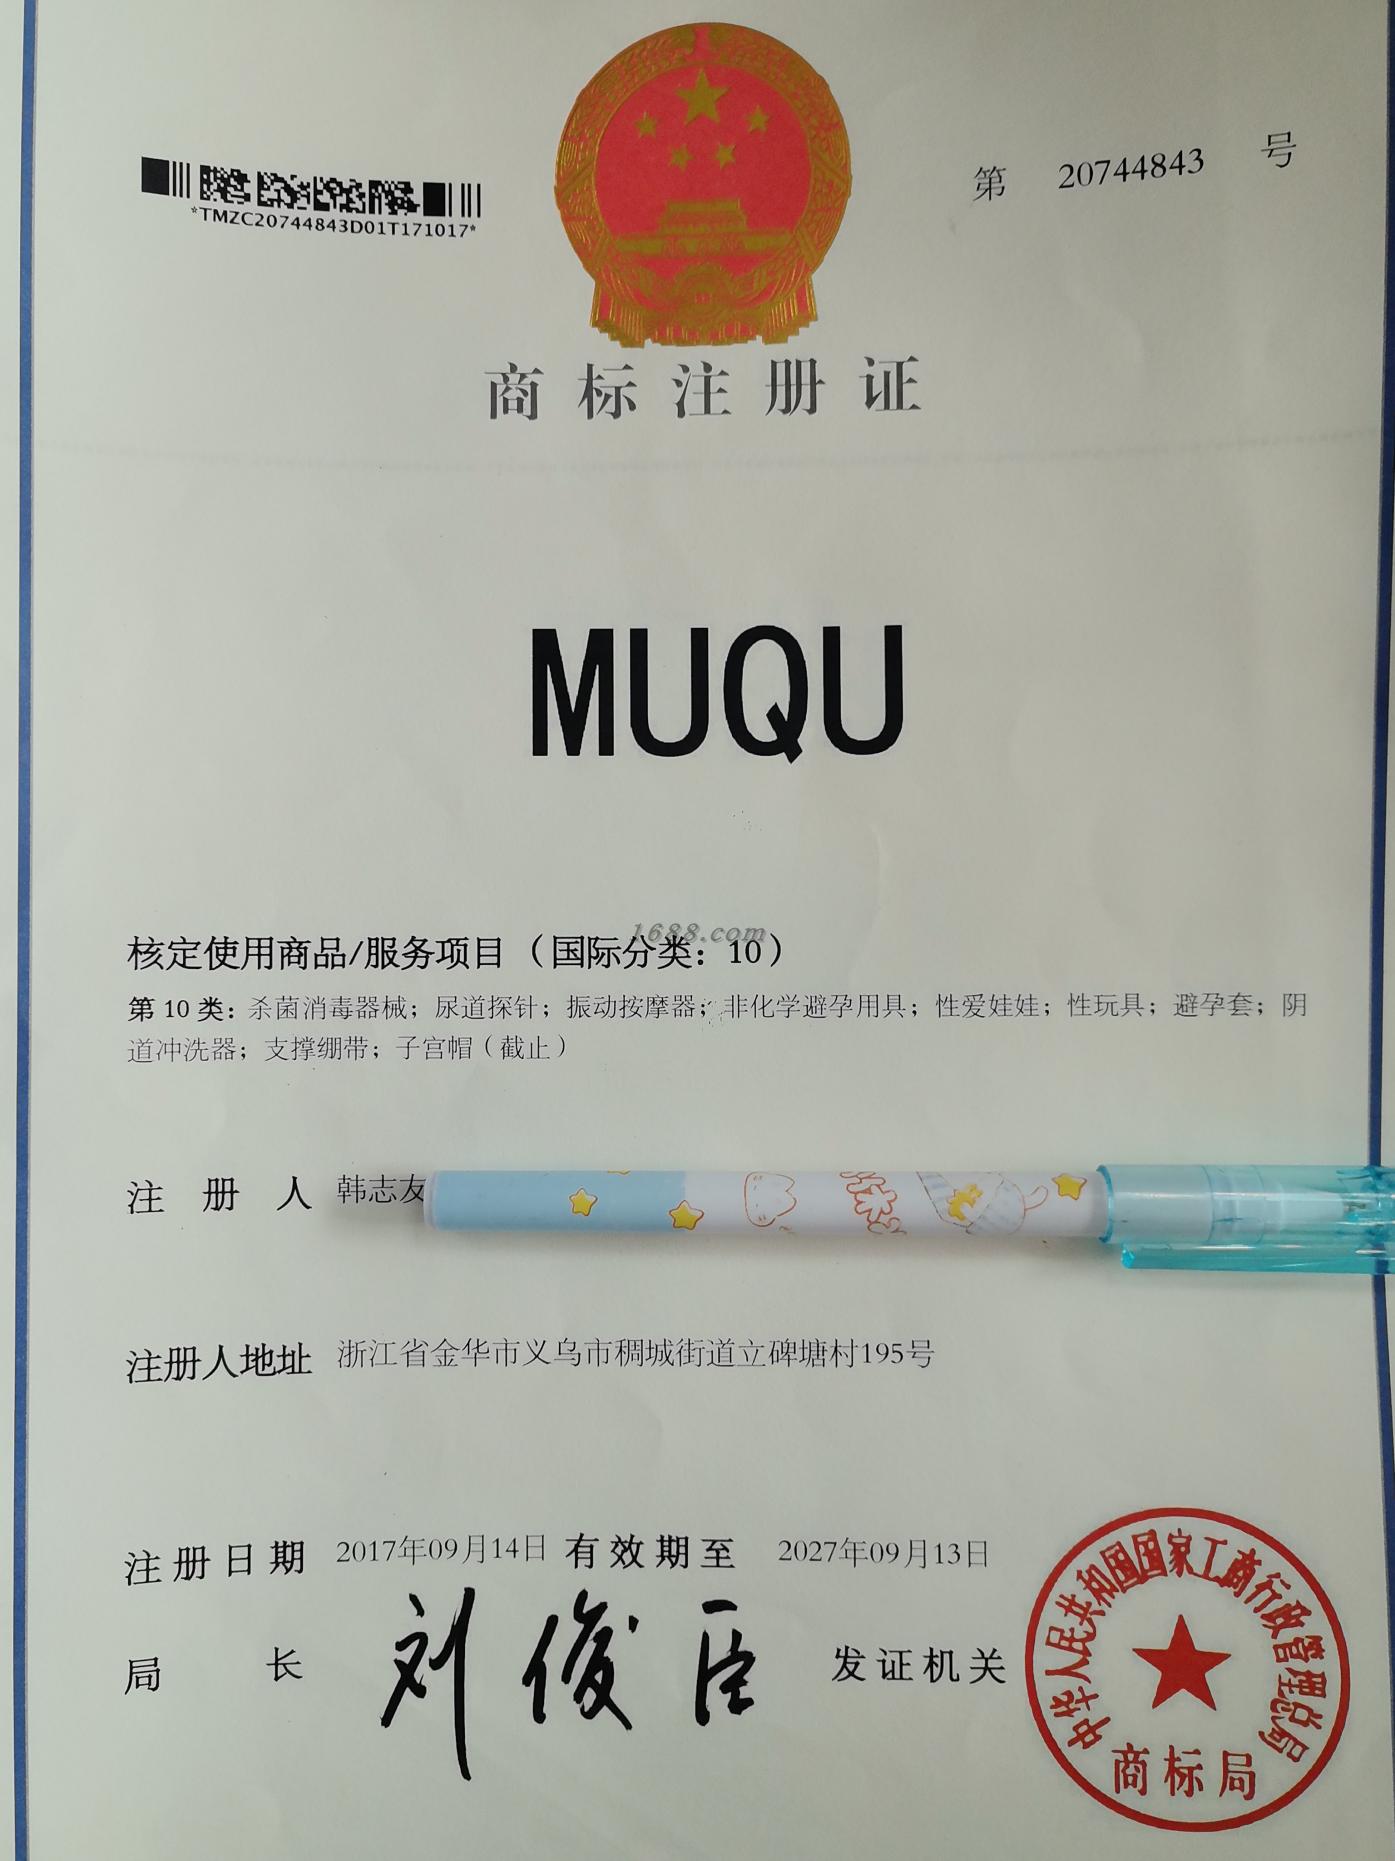 *TMZC20744843D01T171017*
第 20744843 号
商标注册证
MUQU
1688.com
核定使用商品/服务项目（国际分类：10）
第 10 类：杀菌消毒器械；尿道探针；振动按摩器；非化学避孕用具；性爱娃娃；性玩具；避孕套；阴
道冲洗器；支撑绷带；子宫帽（截止）
注册人 韩志友
注册人地址 浙江省金华市义乌市稠城街道立碑塘村195号
注册日期 2017年09月14日 有效期至 2027年09月13日
局长 刘俊臣 发证机关
中华人民共和国国家工商行政管理总局
商标局